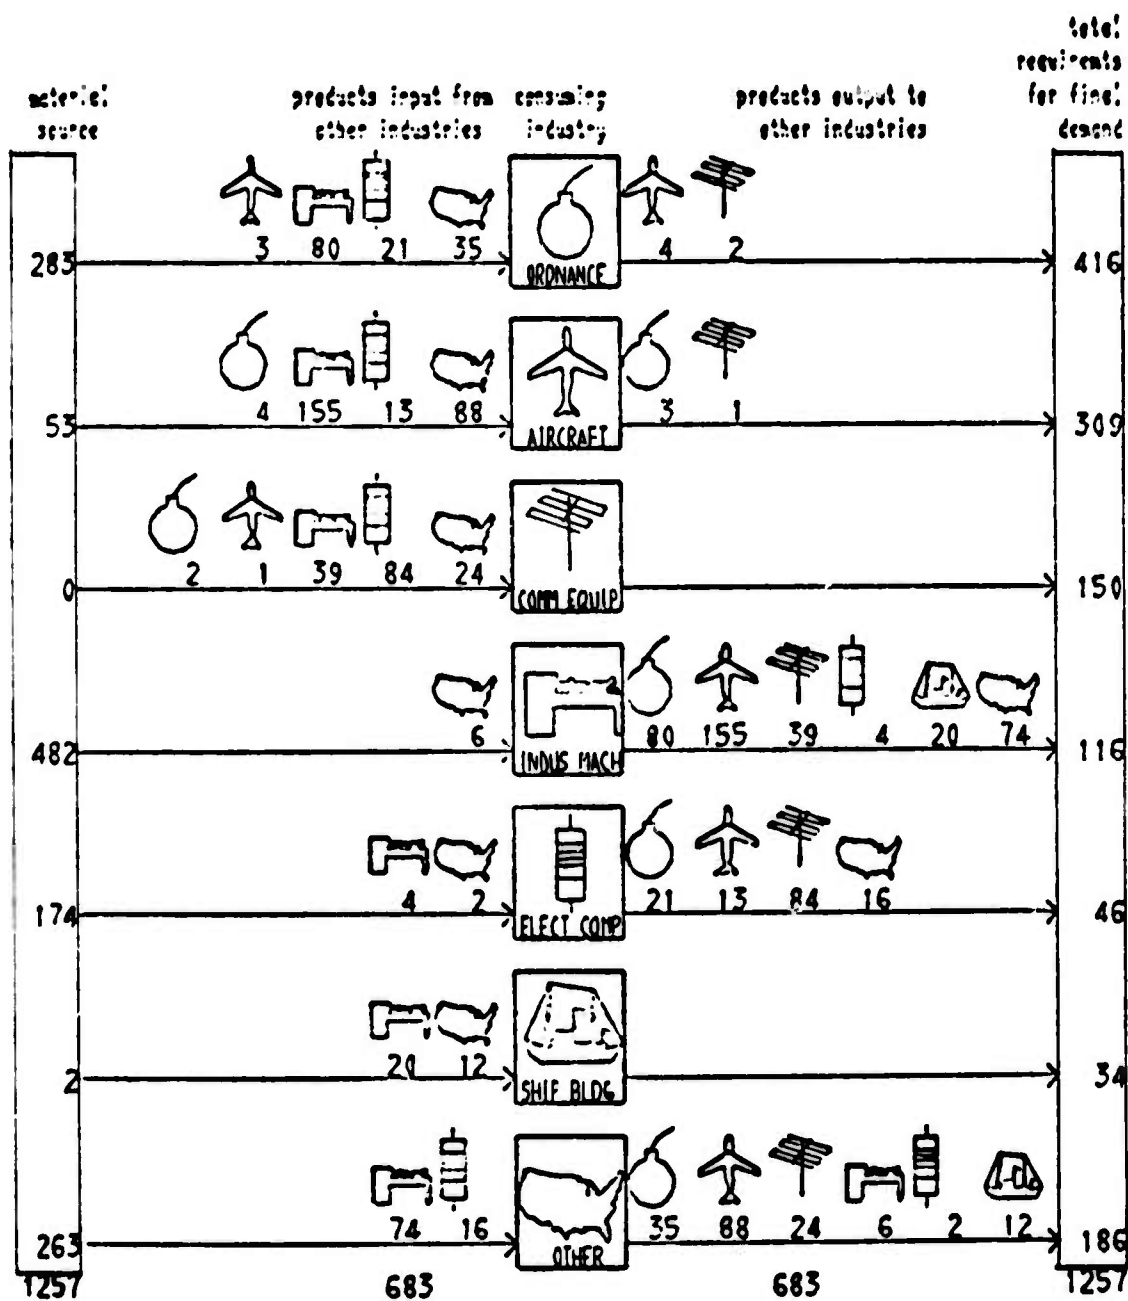 total
requirments
material products input from consuming products output to for final
source other industries industry other industries demand
3 80 21 35 4 2
283 ORDNANCE 416
4 155 13 88 3 1
53 AIRCRAFT 309
2 1 39 84 24
0 COMM EQUIP 150
6 80 155 39 4 20 74
482 INDUS MACH 116
4 2 21 13 84 16
174 ELECT COMP 46
20 12
2 SHIP BLDG 34
74 16 35 88 24 6 2 12
263 OTHER 186
1257 683 683 1257